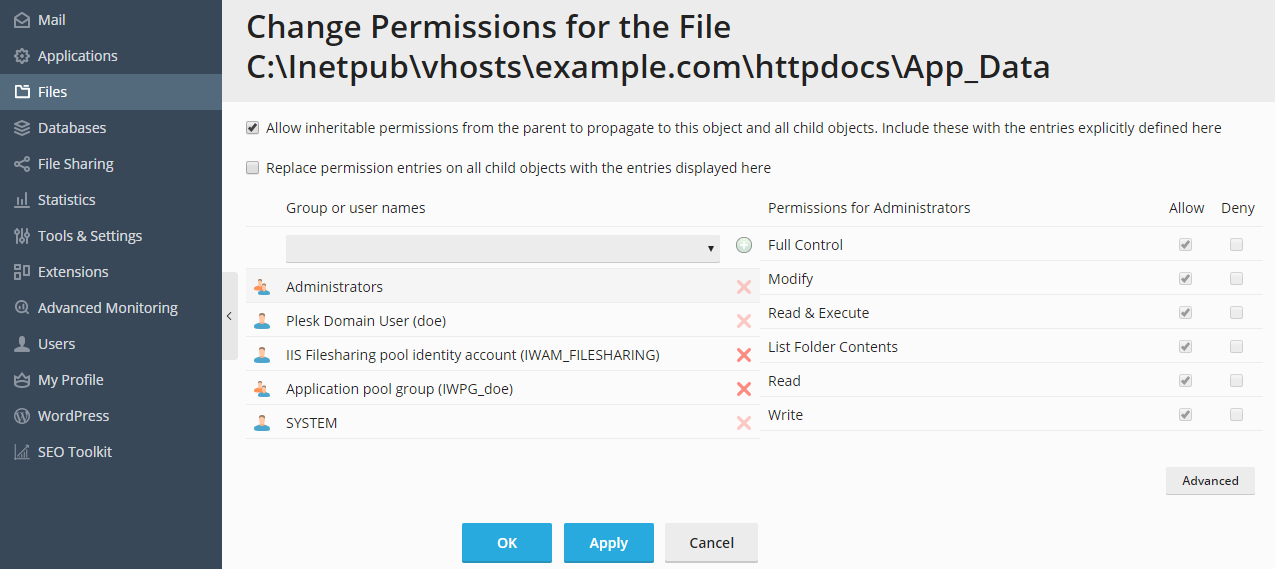 Mail
Applications
Files
Databases
File Sharing
Statistics
Tools & Settings
Extensions
Advanced Monitoring
Users
My Profile
WordPress
SEO Toolkit
Change Permissions for the File
C:\Inetpub\vhosts\example.com\httpdocs\App_Data
Allow inheritable permissions from the parent to propagate to this object and all child objects. Include these with the entries explicitly defined here
Replace permission entries on all child objects with the entries displayed here
Group or user names
Administrators
Plesk Domain User (doe)
IIS Filesharing pool identity account (IWAM_FILESHARING)
Application pool group (IWPG_doe)
SYSTEM
Permissions for Administrators Allow Deny
Full Control
Modify
Read & Execute
List Folder Contents
Read
Write
Advanced
OK Apply Cancel